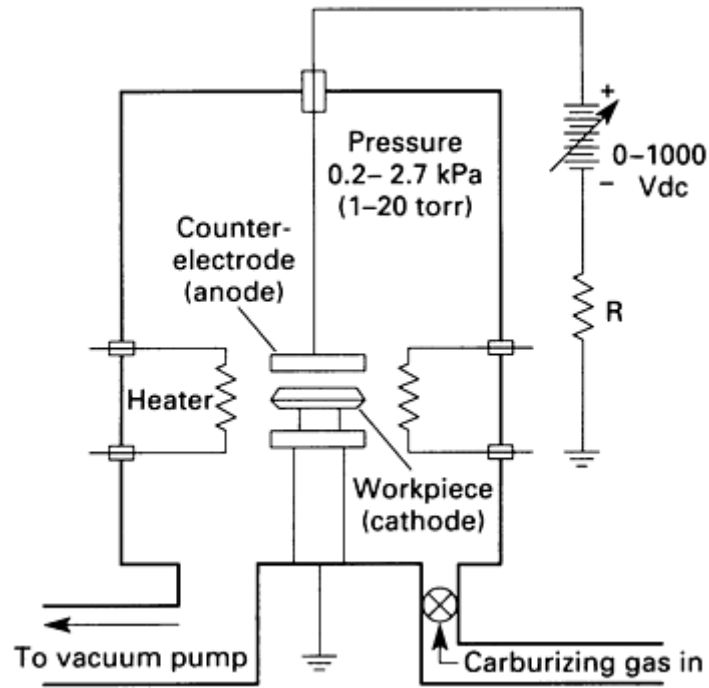 +
Pressure
0.2– 2.7 kPa
(1–20 torr)
0–1000
Vdc
–
Counter-
electrode
(anode)
R
Heater
Workpiece
(cathode)
To vacuum pump
Carburizing gas in